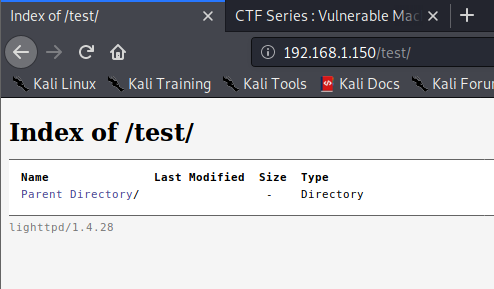 Index of /test/ CTF Series : Vulnerable Mac
192.168.1.150/test/
Kali Linux Kali Training Kali Tools Kali Docs Kali Forum
Index of /test/
Name Last Modified Size Type
Parent Directory/ - Directory
lighttpd/1.4.28